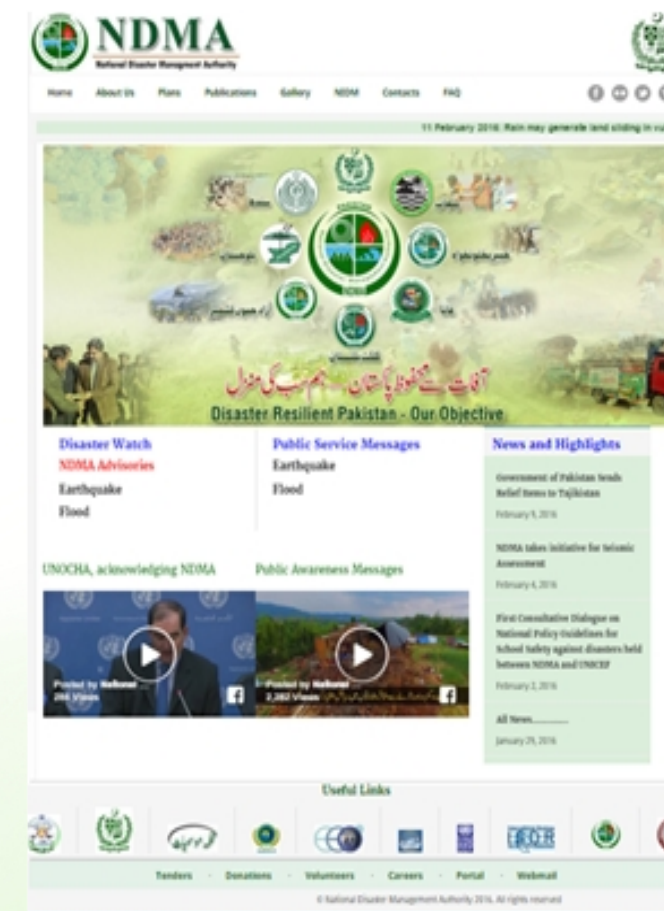 NDMA
National Disaster Management Authority
Home About Us Plans Publications Gallery NIDM Contacts FAQ
11 February 2016: Rain may generate land sliding in
آفات سے محفوظ پاکستان - ہم سب کی منزل
Disaster Resilient Pakistan - Our Objective
Disaster Watch
NDMA Advisories
Earthquake
Flood
Public Service Messages
Earthquake
Flood
News and Highlights
Government of Pakistan Sends
Relief Items to Tajikistan
February 9, 2016
NDMA takes initiative for Seismic
Assessment
February 4, 2016
First Consultative Dialogue on
National Policy Guidelines for
School Safety against disasters held
between NDMA and UNICEF
February 2, 2016
All News
January 29, 2016
UNOCHA, acknowledging NDMA
Posted by National ...
Views
Public Awareness Messages
Posted by National
2,282 Views
Useful Links
Tenders · Donations · Volunteers · Careers · Portal · Webmail
© National Disaster Management Authority 2016. All rights reserved